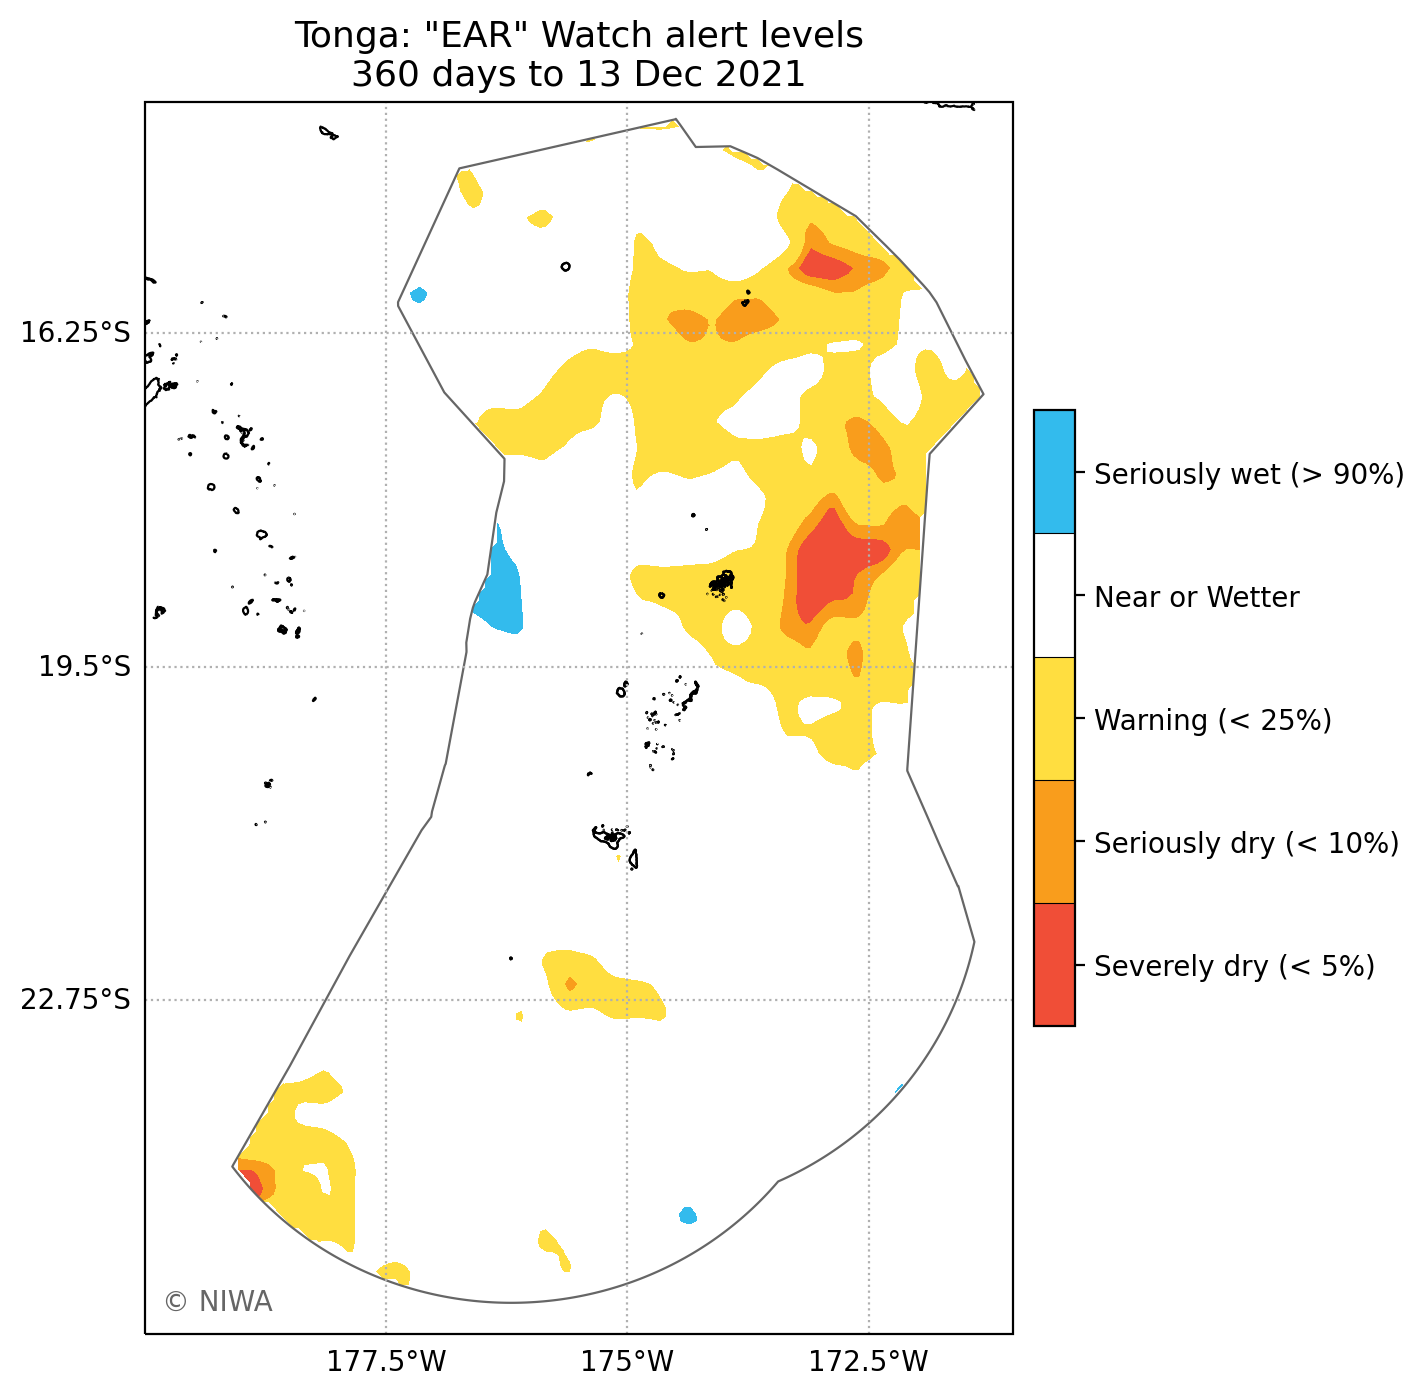 Tonga: "EAR" Watch alert levels
360 days to 13 Dec 2021
16.25°S
19.5°S
22.75°S
177.5°W
175°W
172.5°W
Seriously wet (> 90%)
Near or Wetter
Warning (< 25%)
Seriously dry (< 10%)
Severely dry (< 5%)
© NIWA